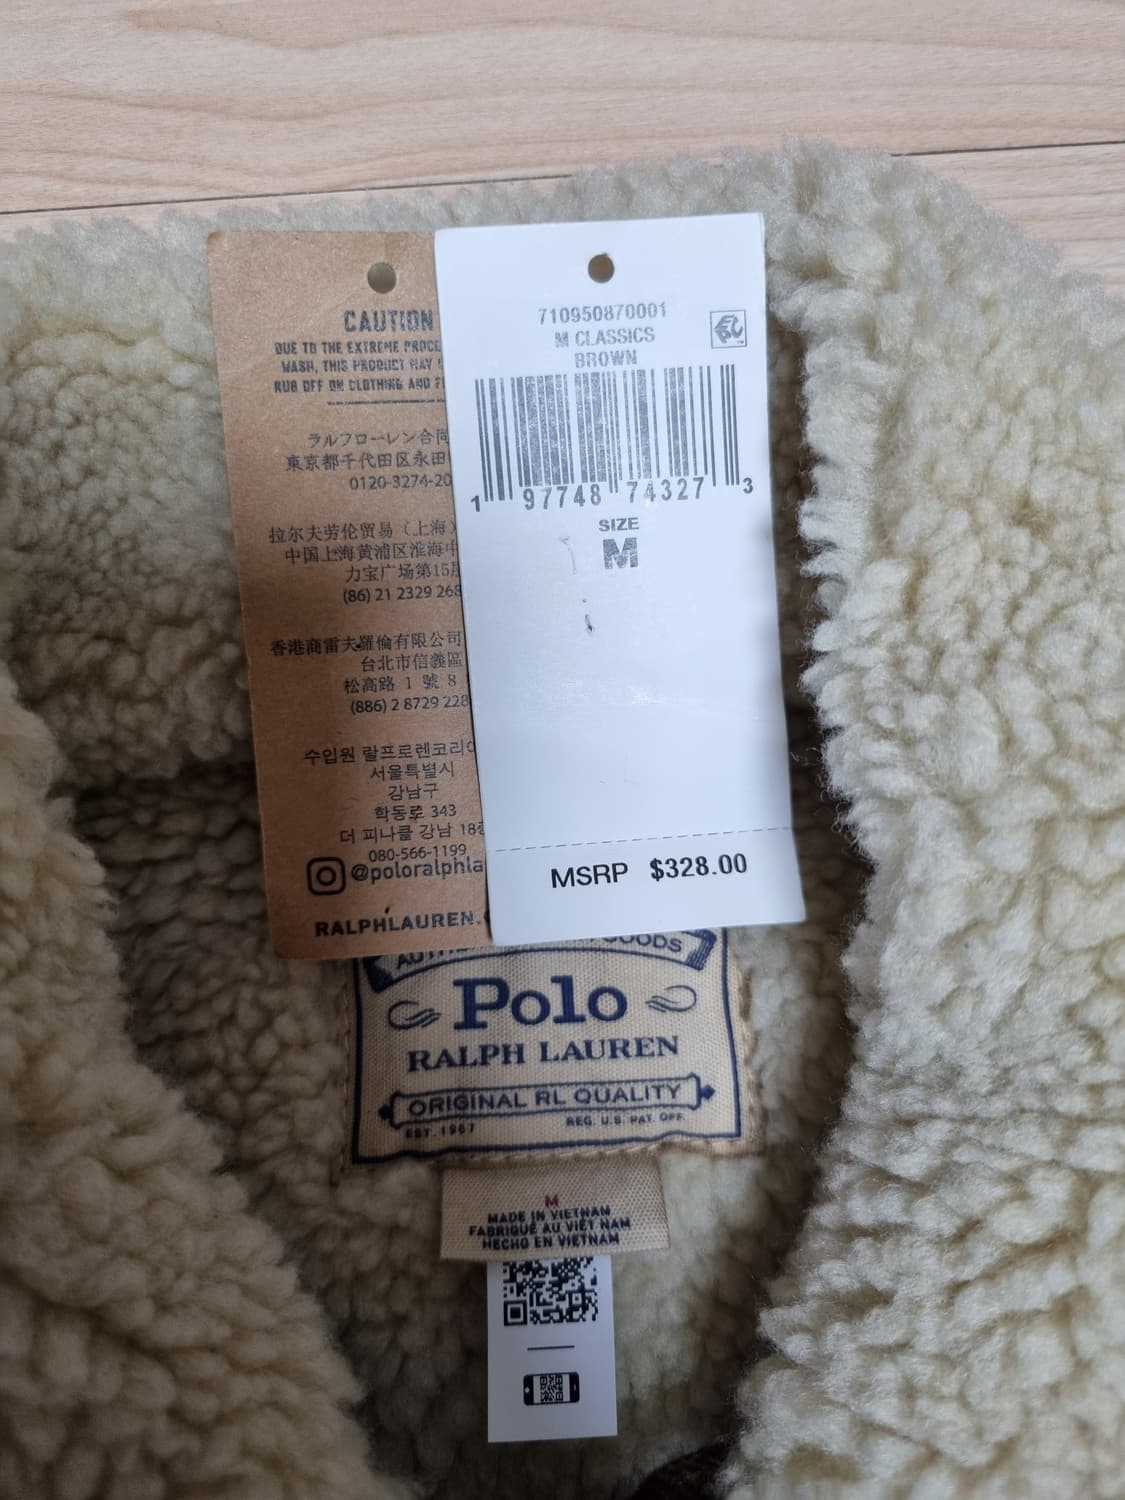 CAUTION
DUE TO THE EXTREME
WASH, THIS PRODUCT MAY
RUB OFF ON CLOTHING AND
ラルフローレン合同
東京都千代田区永田
0120-3274-20
拉尔夫劳伦贸易（上海）
中国上海黄浦区淮海中
力宝广场第15层
(86) 21 2329 268
香港商雷夫羅倫有限公司
台北市信義區
松高路 1 號 8
(886) 2 8729 228
수입원 랄프로렌코리아
서울특별시
강남구
학동로 343
더 피나클 강남 18층
080-566-1199
@poloralphla
RALPHLAUREN.
710950870001
M CLASSICS
BROWN
1 97748 74327 3
SIZE
M
MSRP $328.00
GOODS
Polo
RALPH LAUREN
ORIGINAL RL QUALITY
EST. 1967 REG. U.S. PAT. OFF.
M
MADE IN VIETNAM
FABRIQUÉ AU VIÊT NAM
HECHO EN VIETNAM